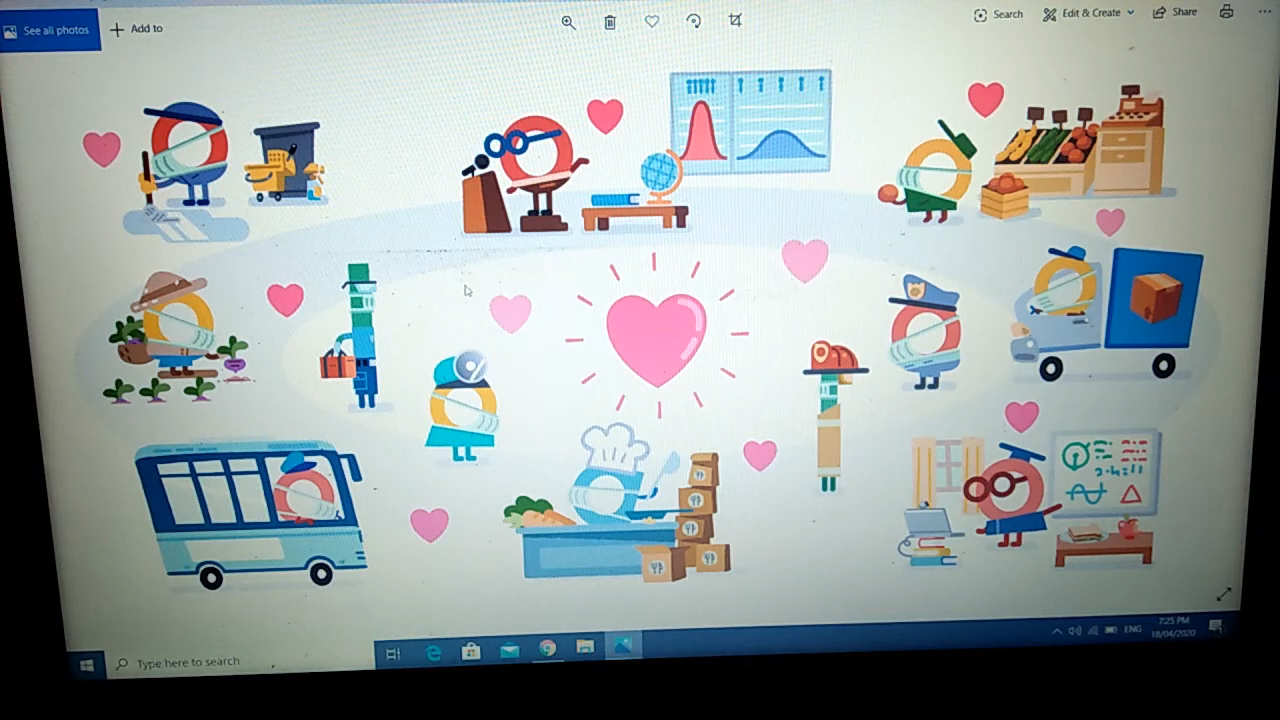 See all photos
Add to
Search
Edit & Create
Share
Type here to search
ENG
7:25 PM
18/04/2020